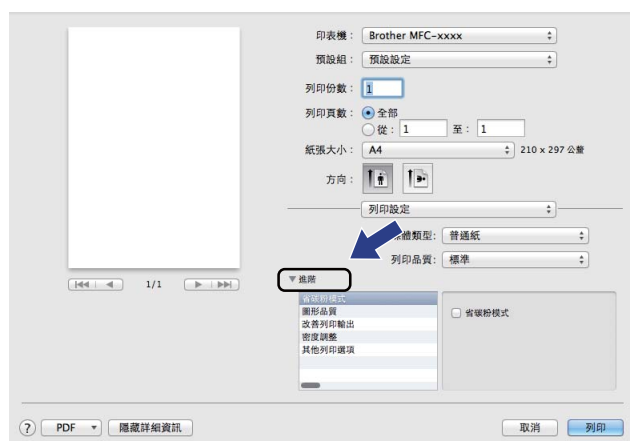 印表機： Brother MFC-xxxx
預設組： 預設設定
列印份數： 1
列印頁數： 全部
從： 1 至： 1
紙張大小： A4 210 x 297 公釐
方向：
列印設定
體類型： 普通紙
列印品質： 標準
1/1
進階
省碳粉模式
圖形品質
改善列印輸出
密度調整
其他列印選項
省碳粉模式
? PDF 隱藏詳細資訊 取消 列印